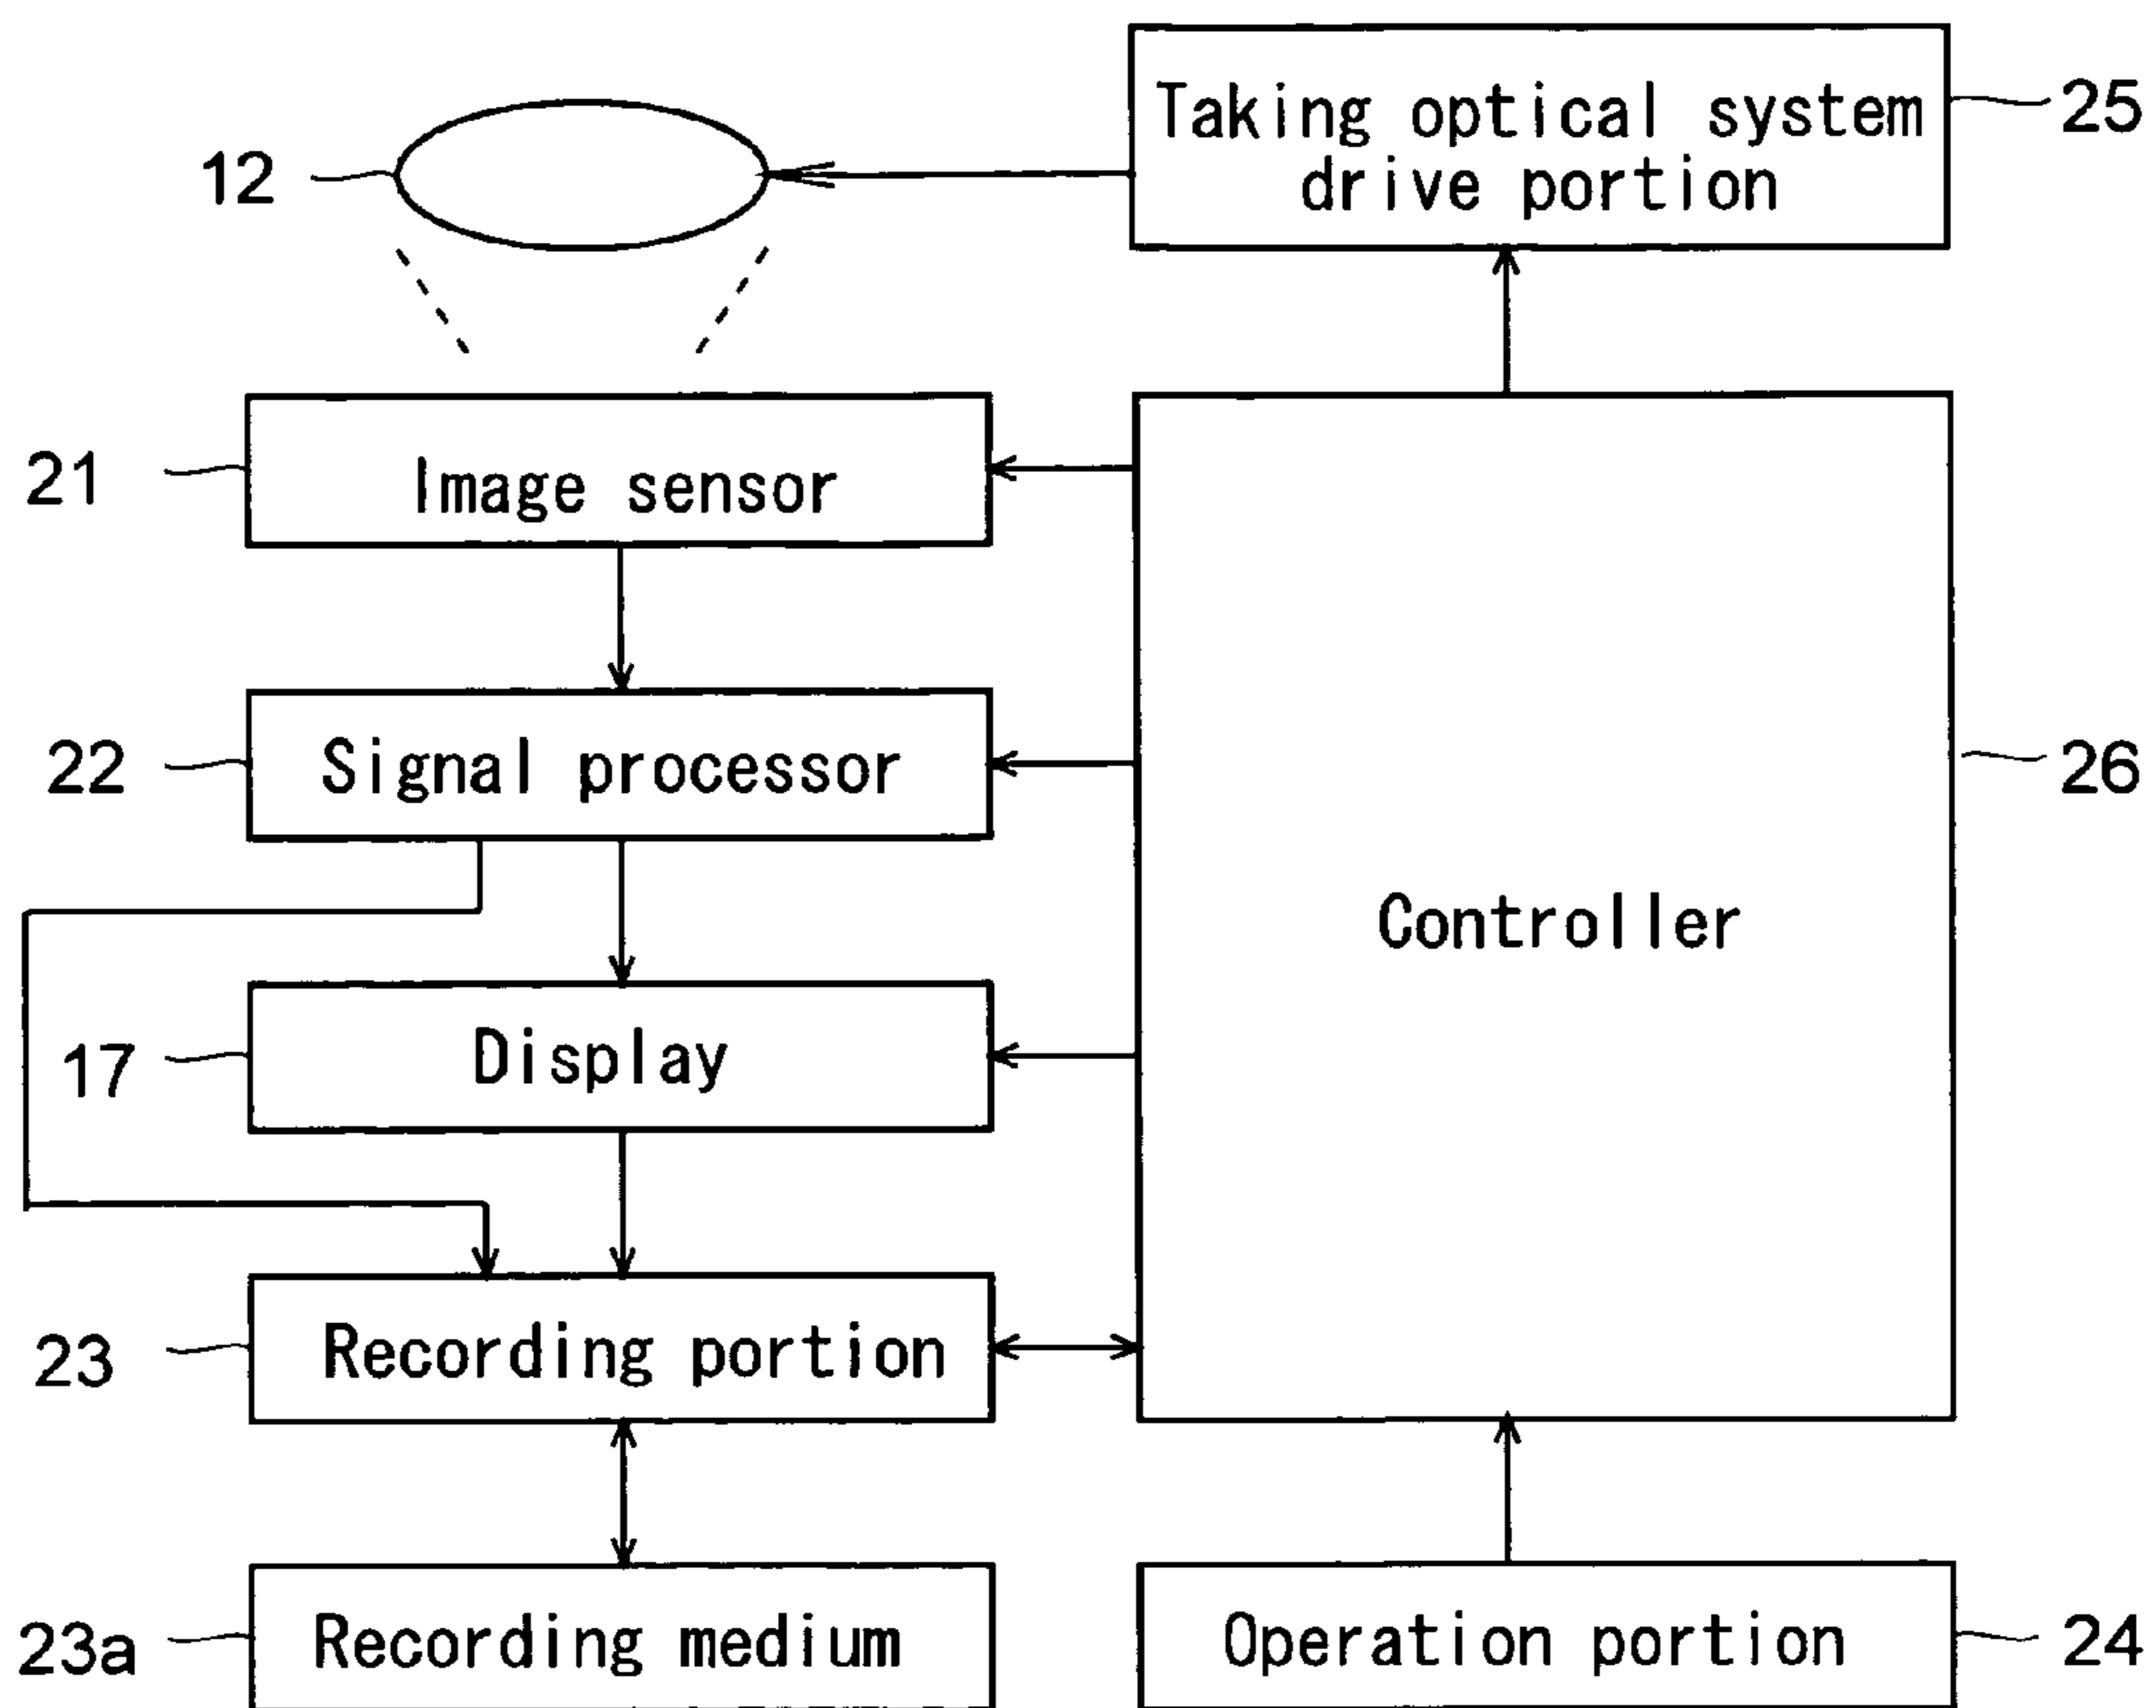 Taking optical system
drive portion
25
12
21
Image sensor
22
Signal processor
26
Controller
17
Display
23
Recording portion
23a
Recording medium
Operation portion
24